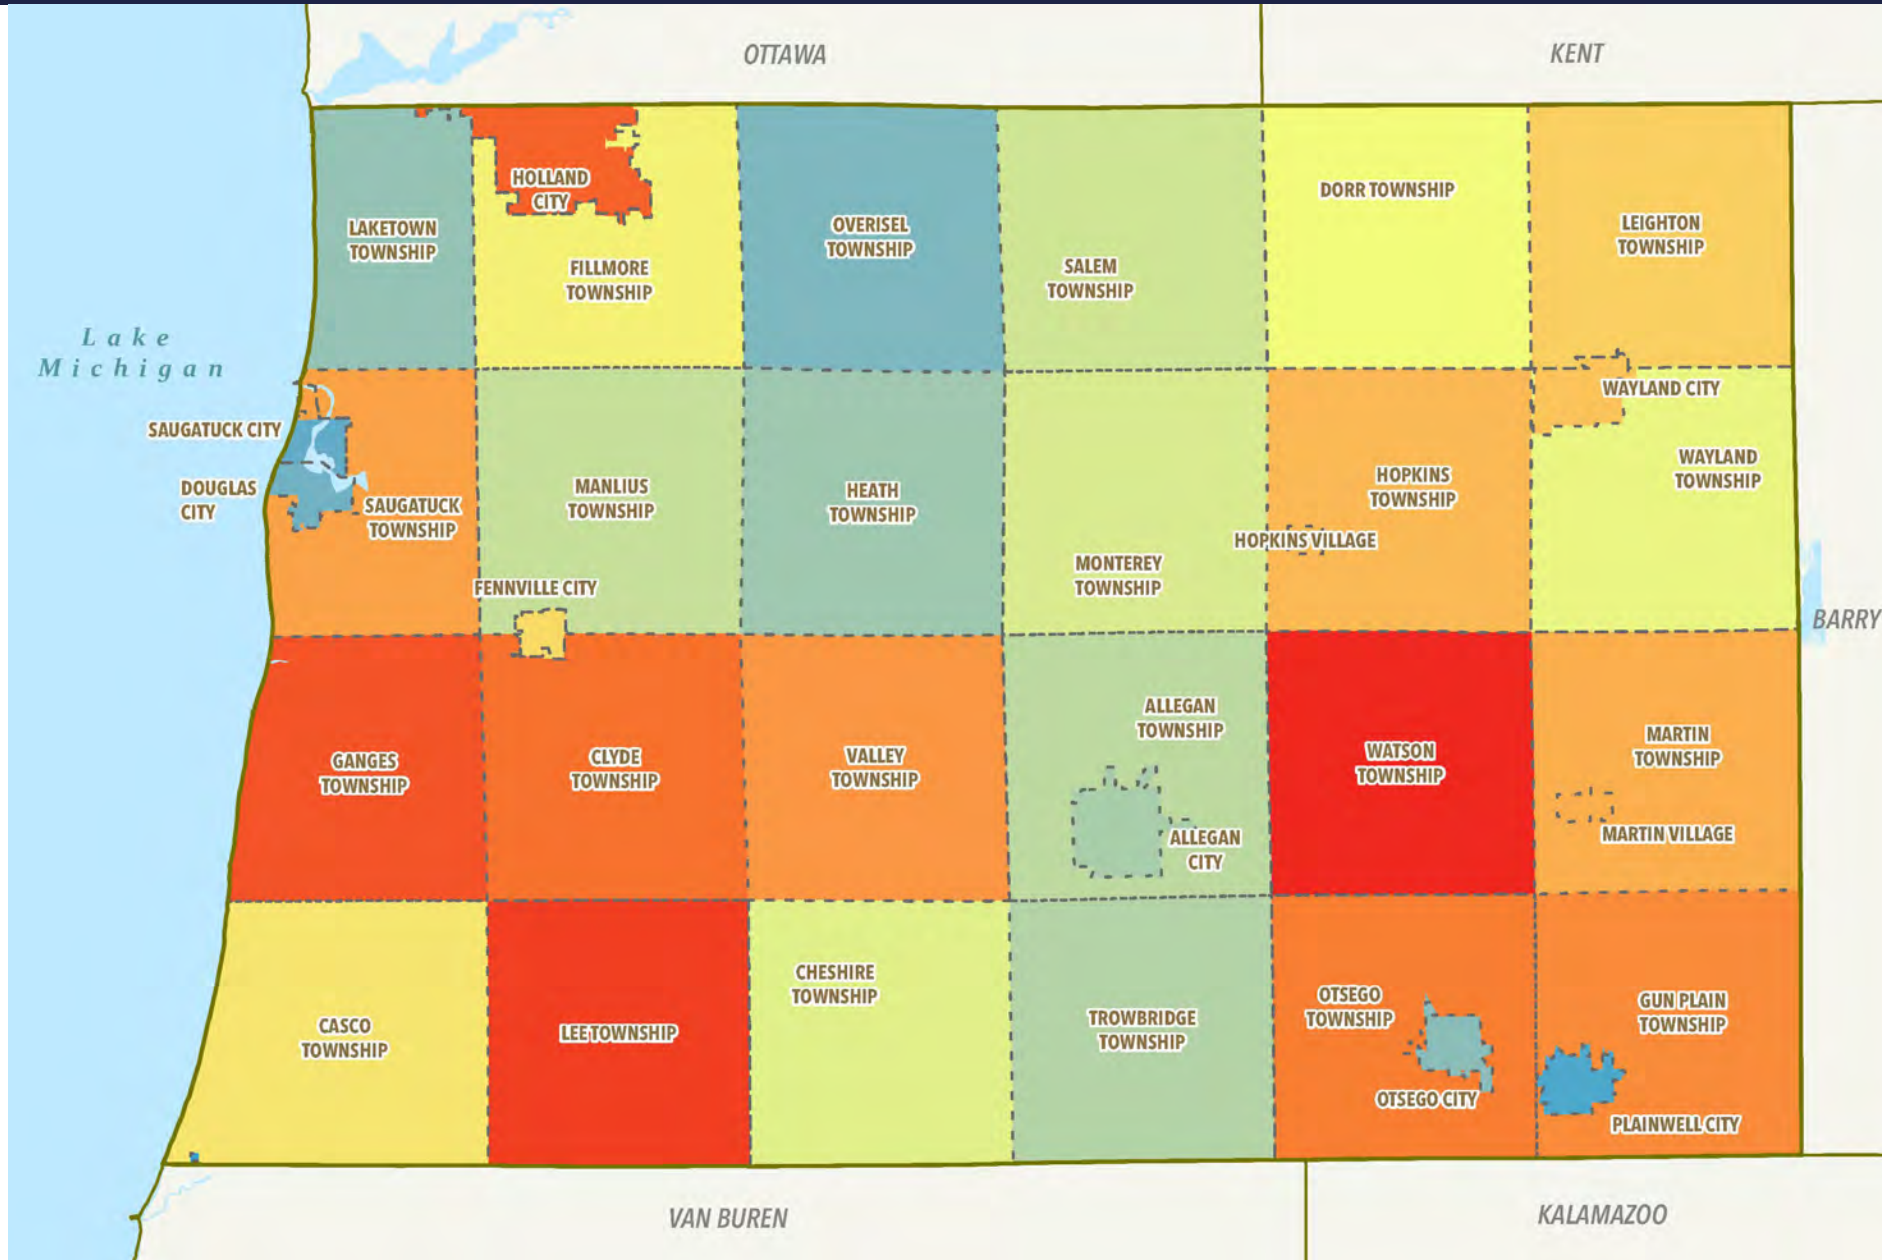 OTTAWA
KENT
HOLLAND
CITY
DORR TOWNSHIP
LAKETOWN
TOWNSHIP
OVERISEL
TOWNSHIP
LEIGHTON
TOWNSHIP
FILLMORE
TOWNSHIP
SALEM
TOWNSHIP
Lake
Michigan
WAYLAND CITY
SAUGATUCK CITY
DOUGLAS
CITY
SAUGATUCK
TOWNSHIP
MANLIUS
TOWNSHIP
HEATH
TOWNSHIP
HOPKINS
TOWNSHIP
WAYLAND
TOWNSHIP
HOPKINS VILLAGE
MONTEREY
TOWNSHIP
FENNVILLE CITY
BARRY
GANGES
TOWNSHIP
CLYDE
TOWNSHIP
VALLEY
TOWNSHIP
ALLEGAN
TOWNSHIP
WATSON
TOWNSHIP
MARTIN
TOWNSHIP
ALLEGAN
CITY
MARTIN VILLAGE
CASCO
TOWNSHIP
LEE TOWNSHIP
CHESHIRE
TOWNSHIP
TROWBRIDGE
TOWNSHIP
OTSEGO
TOWNSHIP
GUN PLAIN
TOWNSHIP
OTSEGO CITY
PLAINWELL CITY
VAN BUREN
KALAMAZOO